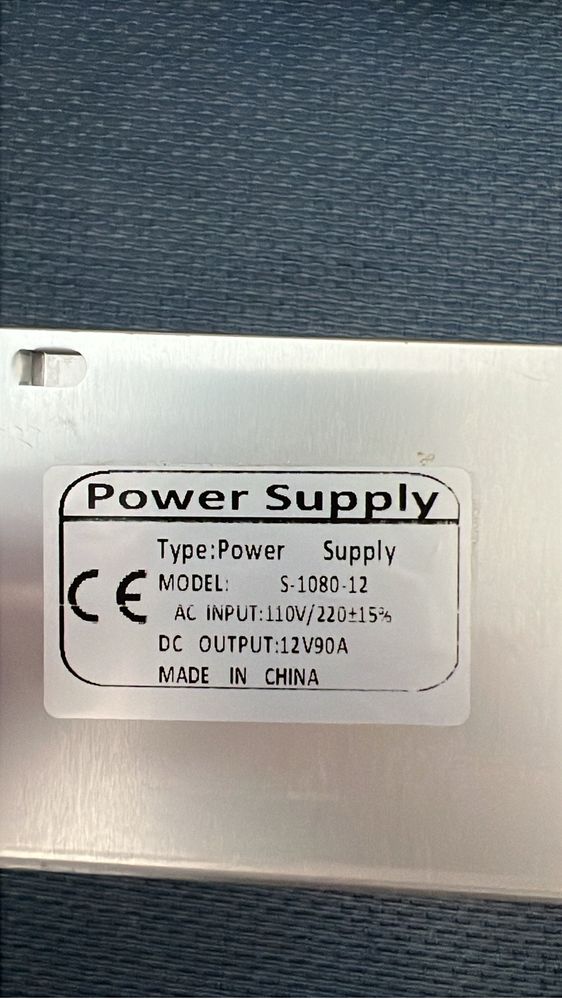 Power Supply
Type:Power Supply
CE
MODEL: S-1080-12
AC INPUT:110V/220±15%
DC OUTPUT:12V90A
MADE IN CHINA